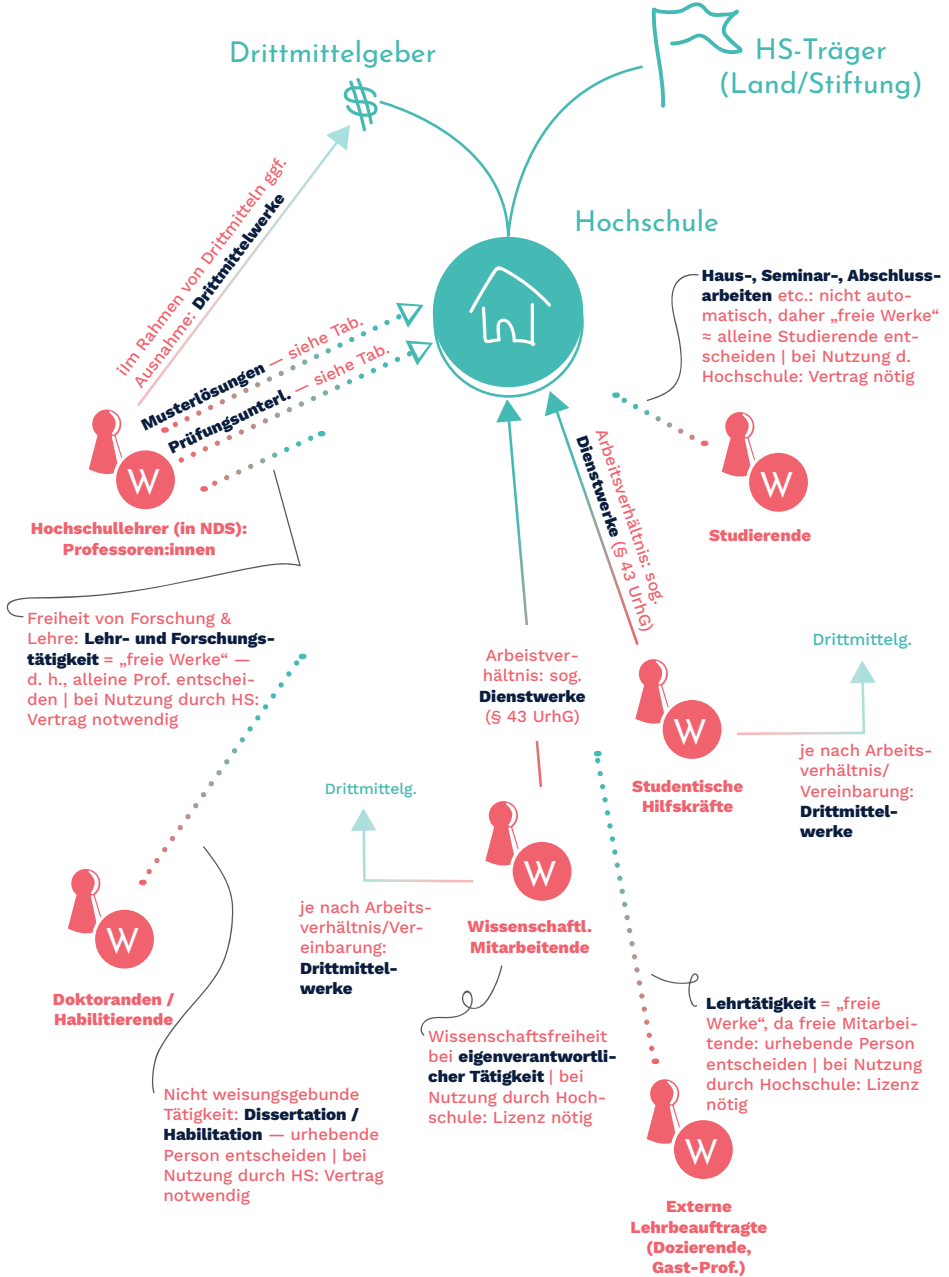 Drittmittelgeber
HS-Träger
(Land/Stiftung)
Hochschule
iIm Rahmen von Drittmitteln ggf.
Ausnahme: Drittmittelwerke
Musterlösungen — siehe Tab.
Prüfungsunterl. — siehe Tab.
W
Hochschullehrer (in NDS):
Professoren:innen
Haus-, Seminar-, Abschluss-
arbeiten etc.: nicht auto-
matisch, daher „freie Werke“
≈ alleine Studierende ent-
scheiden | bei Nutzung d.
Hochschule: Vertrag nötig
W
Studierende
Arbeitsverhältnis: sog.
Dienstwerke (§ 43 UrhG)
Freiheit von Forschung &
Lehre: Lehr- und Forschungs-
tätigkeit = „freie Werke“ —
d. h., alleine Prof. entschei-
den | bei Nutzung durch HS:
Vertrag notwendig
Arbeistver-
hältnis: sog.
Dienstwerke
(§ 43 UrhG)
Drittmittelg.
W
je nach Arbeits-
verhältnis/
Vereinbarung:
Drittmittel-
werke
Studentische
Hilfskräfte
Drittmittelg.
W
je nach Arbeits-
verhältnis/Ver-
einbarung:
Drittmittel-
werke
Wissenschaftl.
Mitarbeitende
W
Doktoranden /
Habilitierende
Wissenschaftsfreiheit
bei eigenverantwortli-
cher Tätigkeit | bei
Nutzung durch Hoch-
schule: Lizenz nötig
Lehrtätigkeit = „freie
Werke“, da freie Mitarbei-
tende: urhebende Person
entscheiden | bei Nutzung
durch Hochschule: Lizenz
nötig
Nicht weisungsgebunde
Tätigkeit: Dissertation /
Habilitation — urhebende
Person entscheiden | bei
Nutzung durch HS: Vertrag
notwendig
W
Externe
Lehrbeauftragte
(Dozierende,
Gast-Prof.)